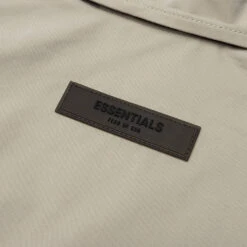 ESSENTIALS
FEAR OF GOD